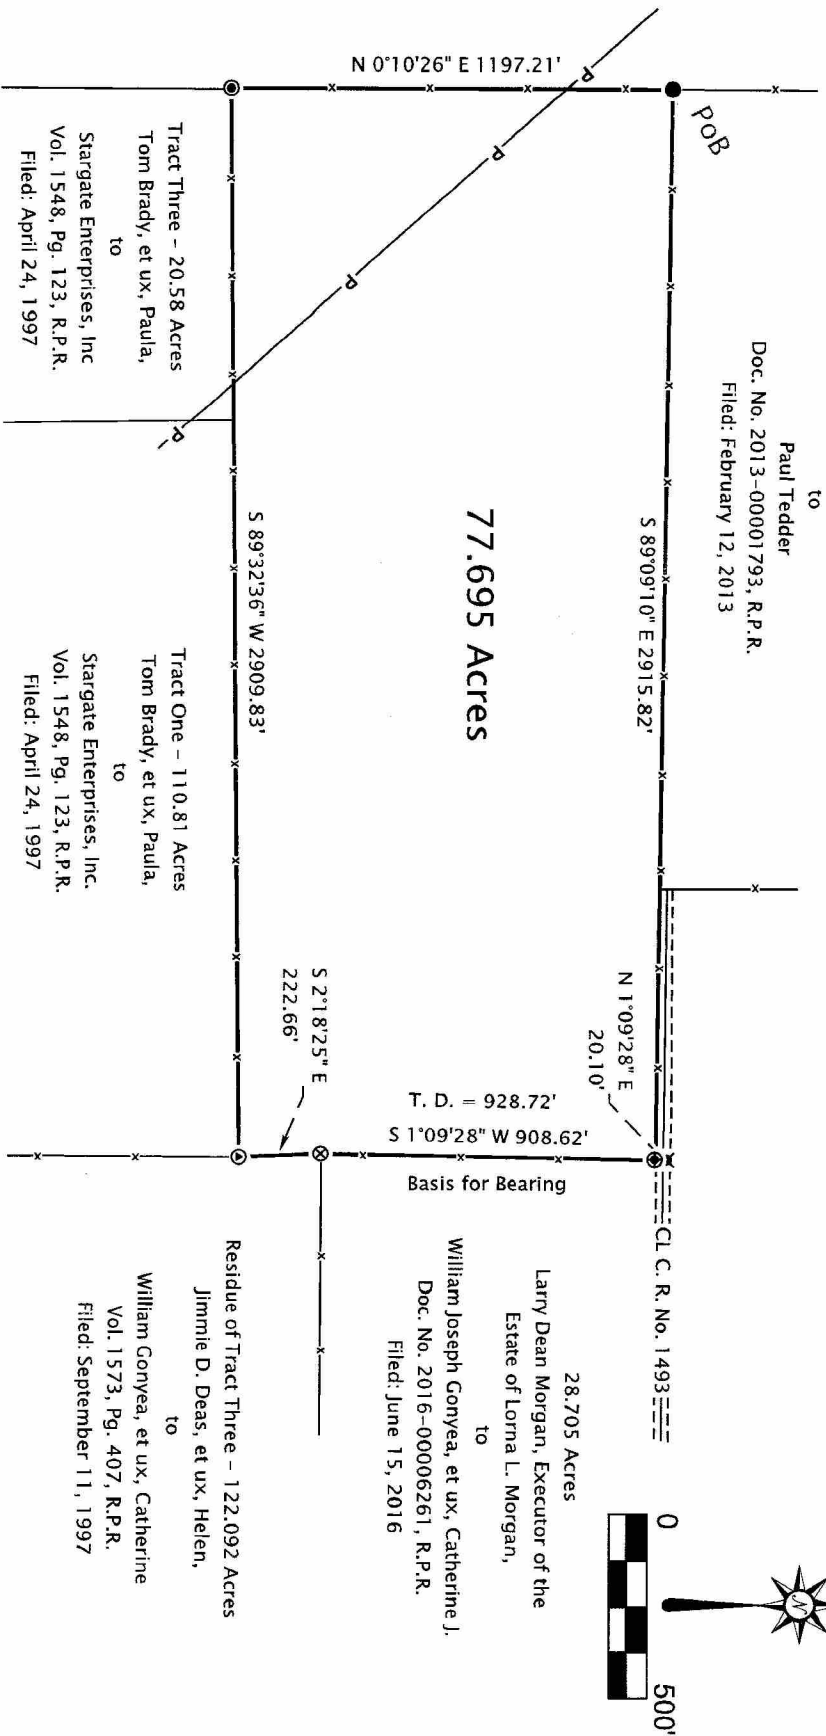 to
Paul Tedder
Doc. No. 2013-00001793, R.P.R.
Filed: February 12, 2013
POB
N 0°10'26" E 1197.21'
S 89°09'10" E 2915.82'
77.695 Acres
S 89°32'36" W 2909.83'
N 1°09'28" E
20.10'
T. D. = 928.72'
S 1°09'28" W 908.62'
Basis for Bearing
S 2°18'25" E
222.66'
CL C. R. No. 1493
28.705 Acres
Larry Dean Morgan, Executor of the
Estate of Lorna L. Morgan,
to
William Joseph Gonyea, et ux, Catherine J.
Doc. No. 2016-00006261, R.P.R.
Filed: June 15, 2016
Residue of Tract Three - 122.092 Acres
Jimmie D. Deas, et ux, Helen,
to
William Gonyea, et ux, Catherine
Vol. 1573, Pg. 407, R.P.R.
Filed: September 11, 1997
Tract Three - 20.58 Acres
Tom Brady, et ux, Paula,
to
Stargate Enterprises, Inc
Vol. 1548, Pg. 123, R.P.R.
Filed: April 24, 1997
Tract One - 110.81 Acres
Tom Brady, et ux, Paula,
to
Stargate Enterprises, Inc.
Vol. 1548, Pg. 123, R.P.R.
Filed: April 24, 1997
P
P
P
P
N
0 500'